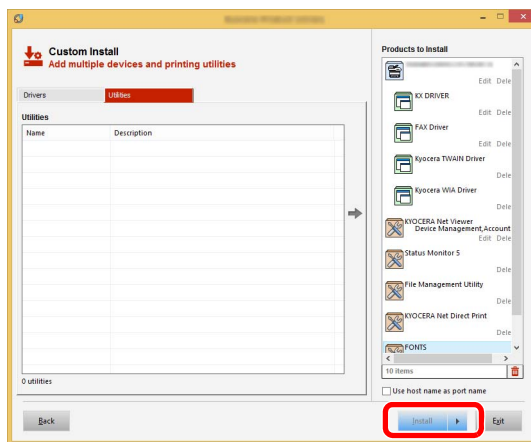 Custom Install
Add multiple devices and printing utilities
Drivers
Utilities
Utilities
Name
Description
0 utilities
Products to Install
Edit Dele
KX DRIVER
Edit Dele
FAX Driver
Edit Dele
Kyocera TWAIN Driver
Dele
Kyocera WIA Driver
Dele
KYOCERA Net Viewer
Device Management,Account
Edit Dele
Status Monitor 5
Dele
File Management Utility
Dele
KYOCERA Net Direct Print
Dele
FONTS
10 items
Use host name as port name
Back
Install
Exit